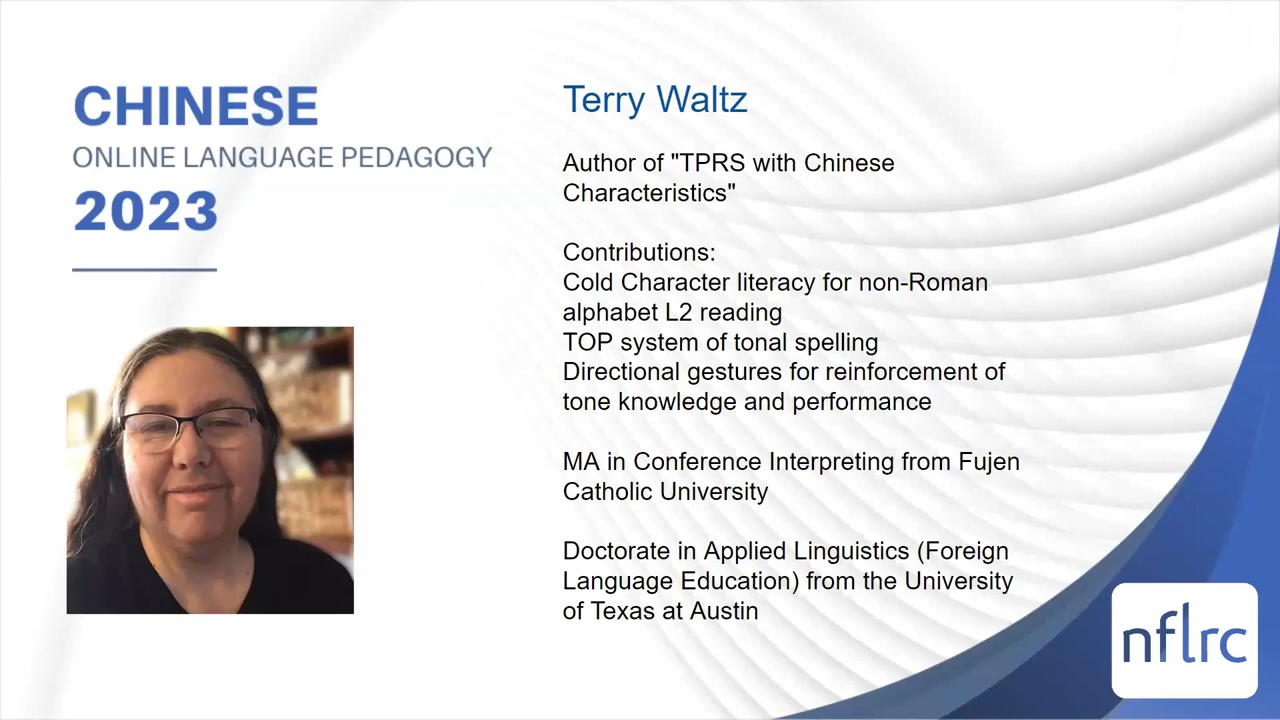 CHINESE
ONLINE LANGUAGE PEDAGOGY
2023
Terry Waltz
Author of "TPRS with Chinese
Characteristics"
Contributions:
Cold Character literacy for non-Roman
alphabet L2 reading
TOP system of tonal spelling
Directional gestures for reinforcement of
tone knowledge and performance
MA in Conference Interpreting from Fujen
Catholic University
Doctorate in Applied Linguistics (Foreign
Language Education) from the University
of Texas at Austin
nflrc